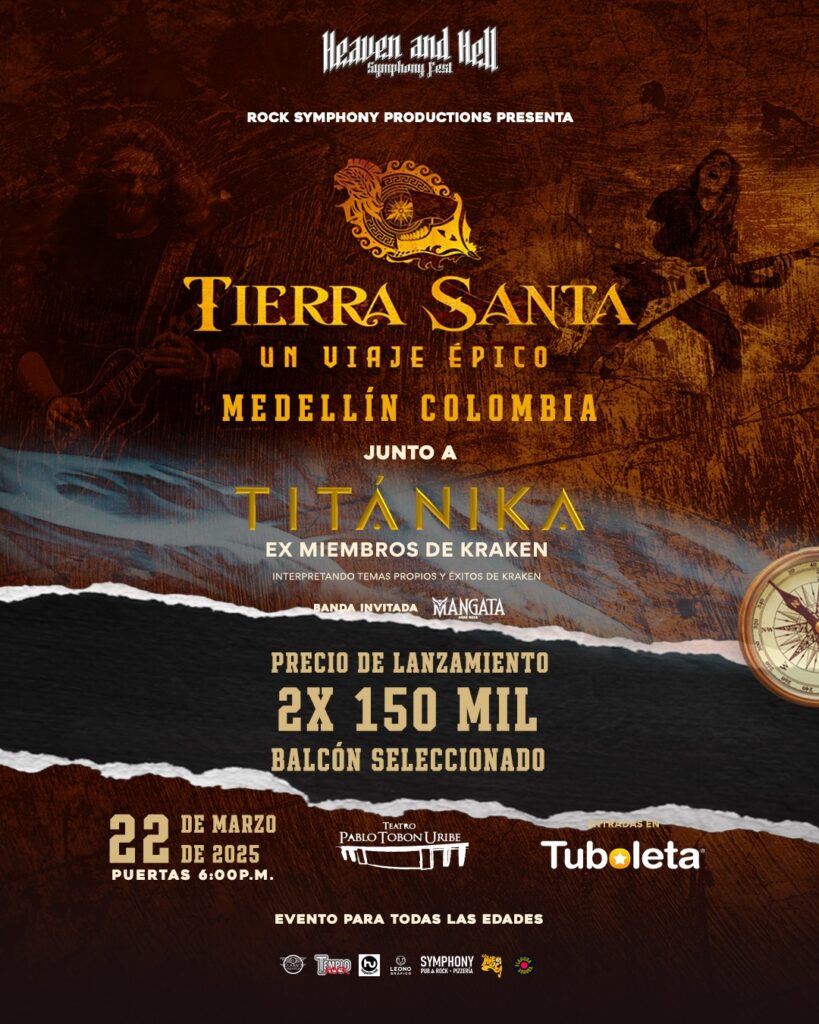 Heaven and Hell
Symphony Fest
ROCK SYMPHONY PRODUCTIONS PRESENTA
TIERRA SANTA
UN VIAJE ÉPICO
MEDELLÍN COLOMBIA
JUNTO A
TITÁNIKA
EX MIEMBROS DE KRAKEN
INTERPRETANDO TEMAS PROPIOS Y ÉXITOS DE KRAKEN
BANDA INVITADA MANGATA
PRECIO DE LANZAMIENTO
2X 150 MIL
BALCÓN SELECCIONADO
22 DE MARZO
DE 2025
PUERTAS 6:00P.M.
TEATRO
PABLO TOBON URIBE
ENTRADAS EN
Tuboleta
EVENTO PARA TODAS LAS EDADES
TEMPLO
hu
LEONO
GRÁFICO
SYMPHONY
PUB & ROCK • PIZZERÍA